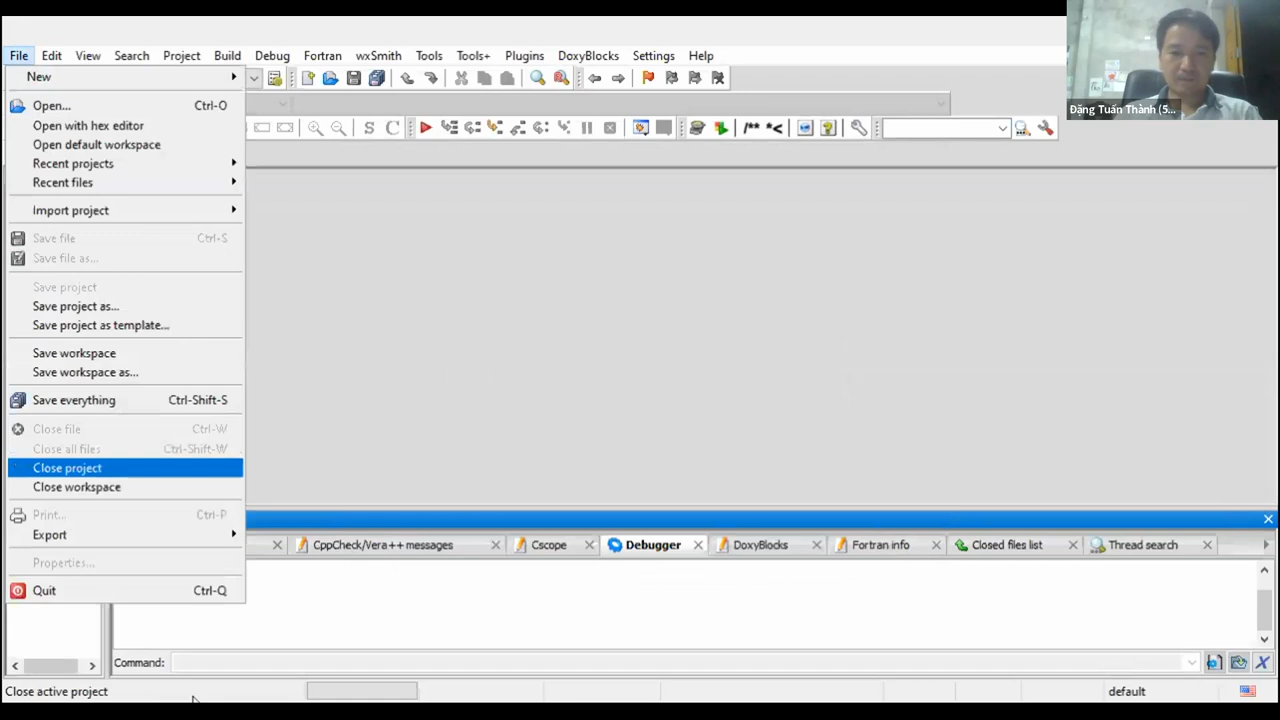 File Edit View Search Project Build Debug Fortran wxSmith Tools Tools+ Plugins DoxyBlocks Settings Help
New
Open... Ctrl-O
Open with hex editor
Open default workspace
Recent projects
Recent files
Import project
Save file Ctrl-S
Save file as...
Save project
Save project as...
Save project as template...
Save workspace
Save workspace as...
Save everything Ctrl-Shift-S
Close file Ctrl-W
Close all files Ctrl-Shift-W
Close project
Close workspace
Print... Ctrl-P
Export
Properties...
Quit Ctrl-Q
S C /** *<
Đặng Tuấn Thành (5...
CppCheck/Vera++ messages Cscope Debugger DoxyBlocks Fortran info Closed files list Thread search
Command:
Close active project default